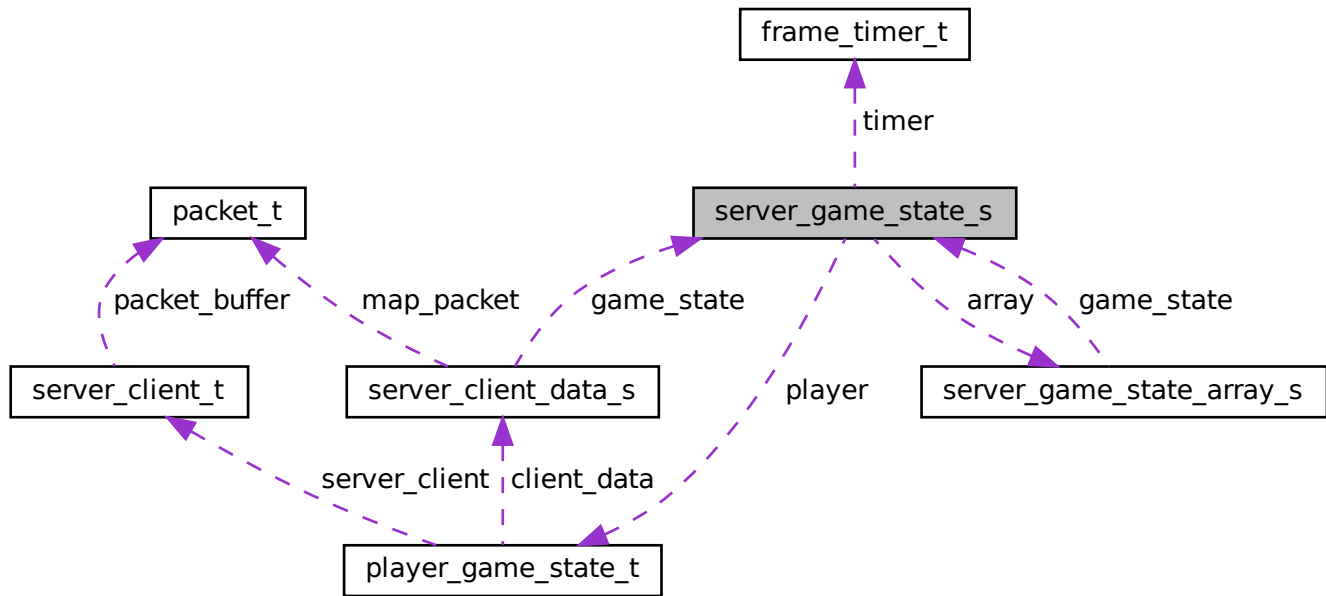 frame_timer_t
timer
packet_t
server_game_state_s
packet_buffer
map_packet
game_state
array
game_state
server_client_t
server_client_data_s
player
server_game_state_array_s
server_client
client_data
player_game_state_t